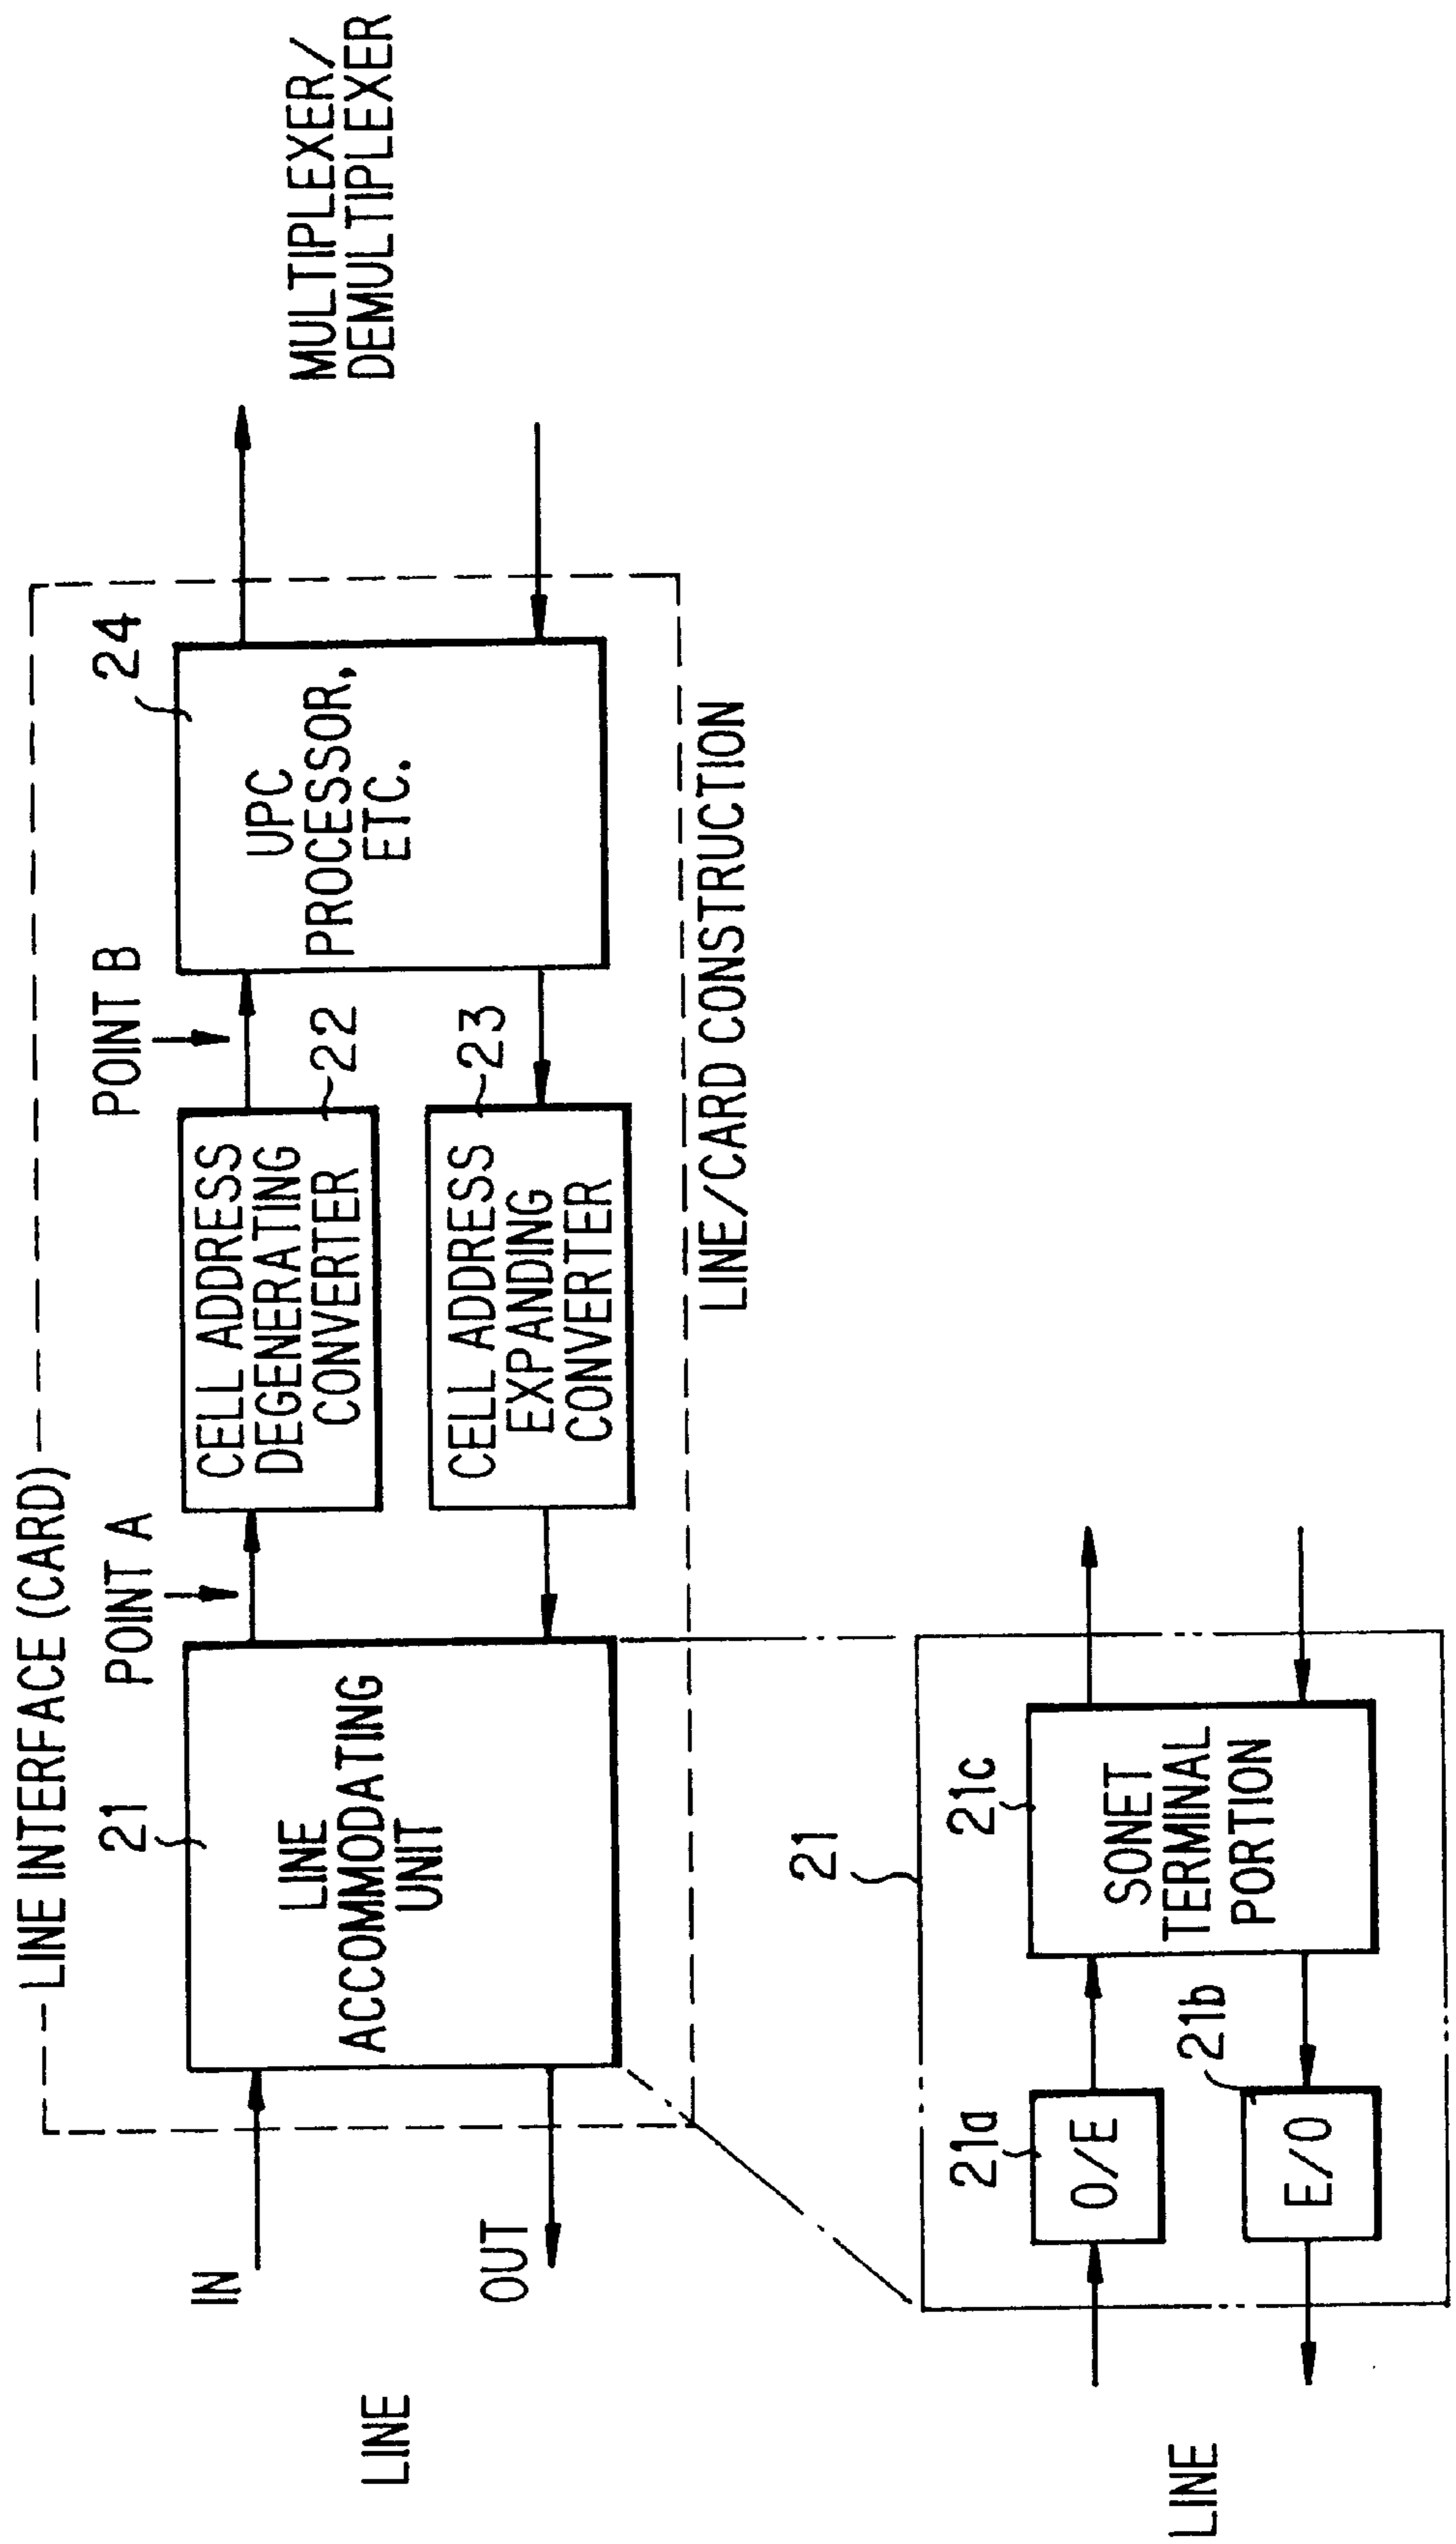 LINE INTERFACE (CARD)
POINT A
POINT B
21
24
IN
OUT
LINE
LINE
ACCOMMODATING
UNIT
CELL ADDRESS
DEGENERATING
CONVERTER
22
CELL ADDRESS
EXPANDING
CONVERTER
23
UPC
PROCESSOR,
ETC.
MULTIPLEXER/
DEMULTIPLEXER
LINE/CARD CONSTRUCTION
21
21a
O/E
21b
E/O
21c
SONET
TERMINAL
PORTION
LINE